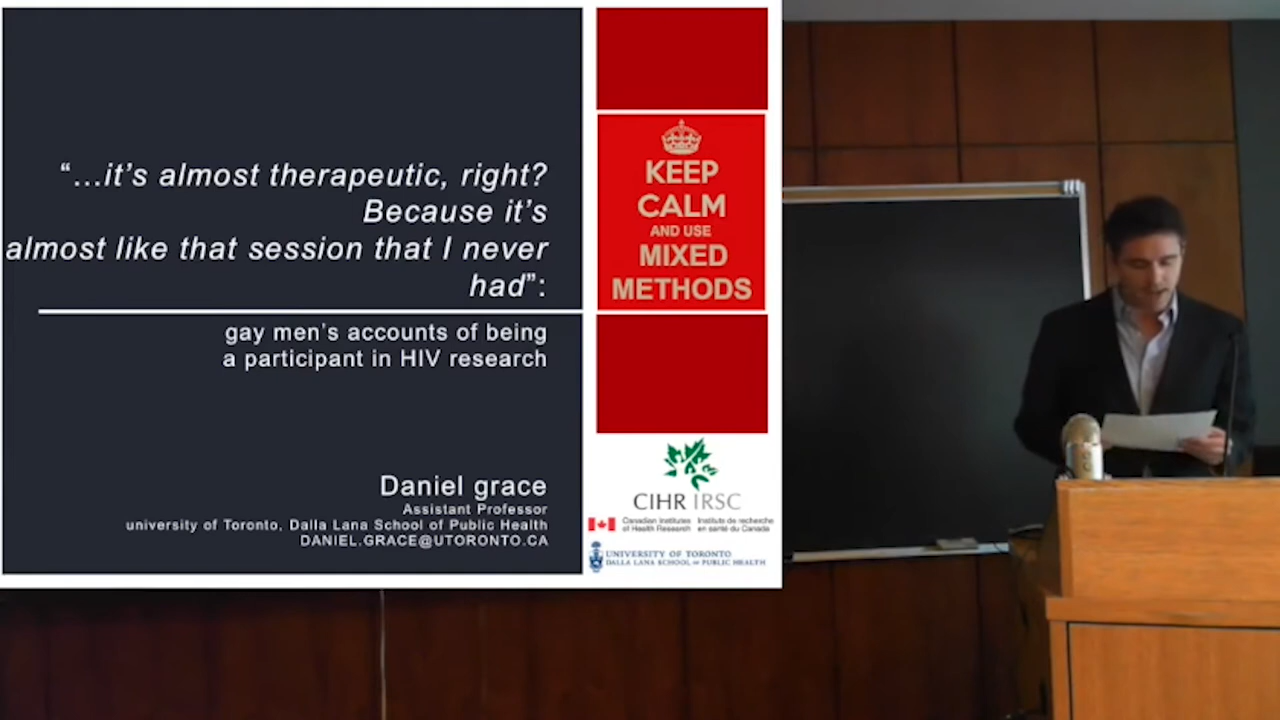 “...it’s almost therapeutic, right?
Because it’s
almost like that session that I never
had”:
gay men’s accounts of being
a participant in HIV research
Daniel grace
Assistant Professor
university of Toronto, Dalla Lana School of Public Health
DANIEL.GRACE@UTORONTO.CA
KEEP
CALM
AND USE
MIXED
METHODS
CIHR IRSC
Canadian Institutes
of Health Research
Instituts de recherche
en santé du Canada
UNIVERSITY OF TORONTO
DALLA LANA SCHOOL OF PUBLIC HEALTH